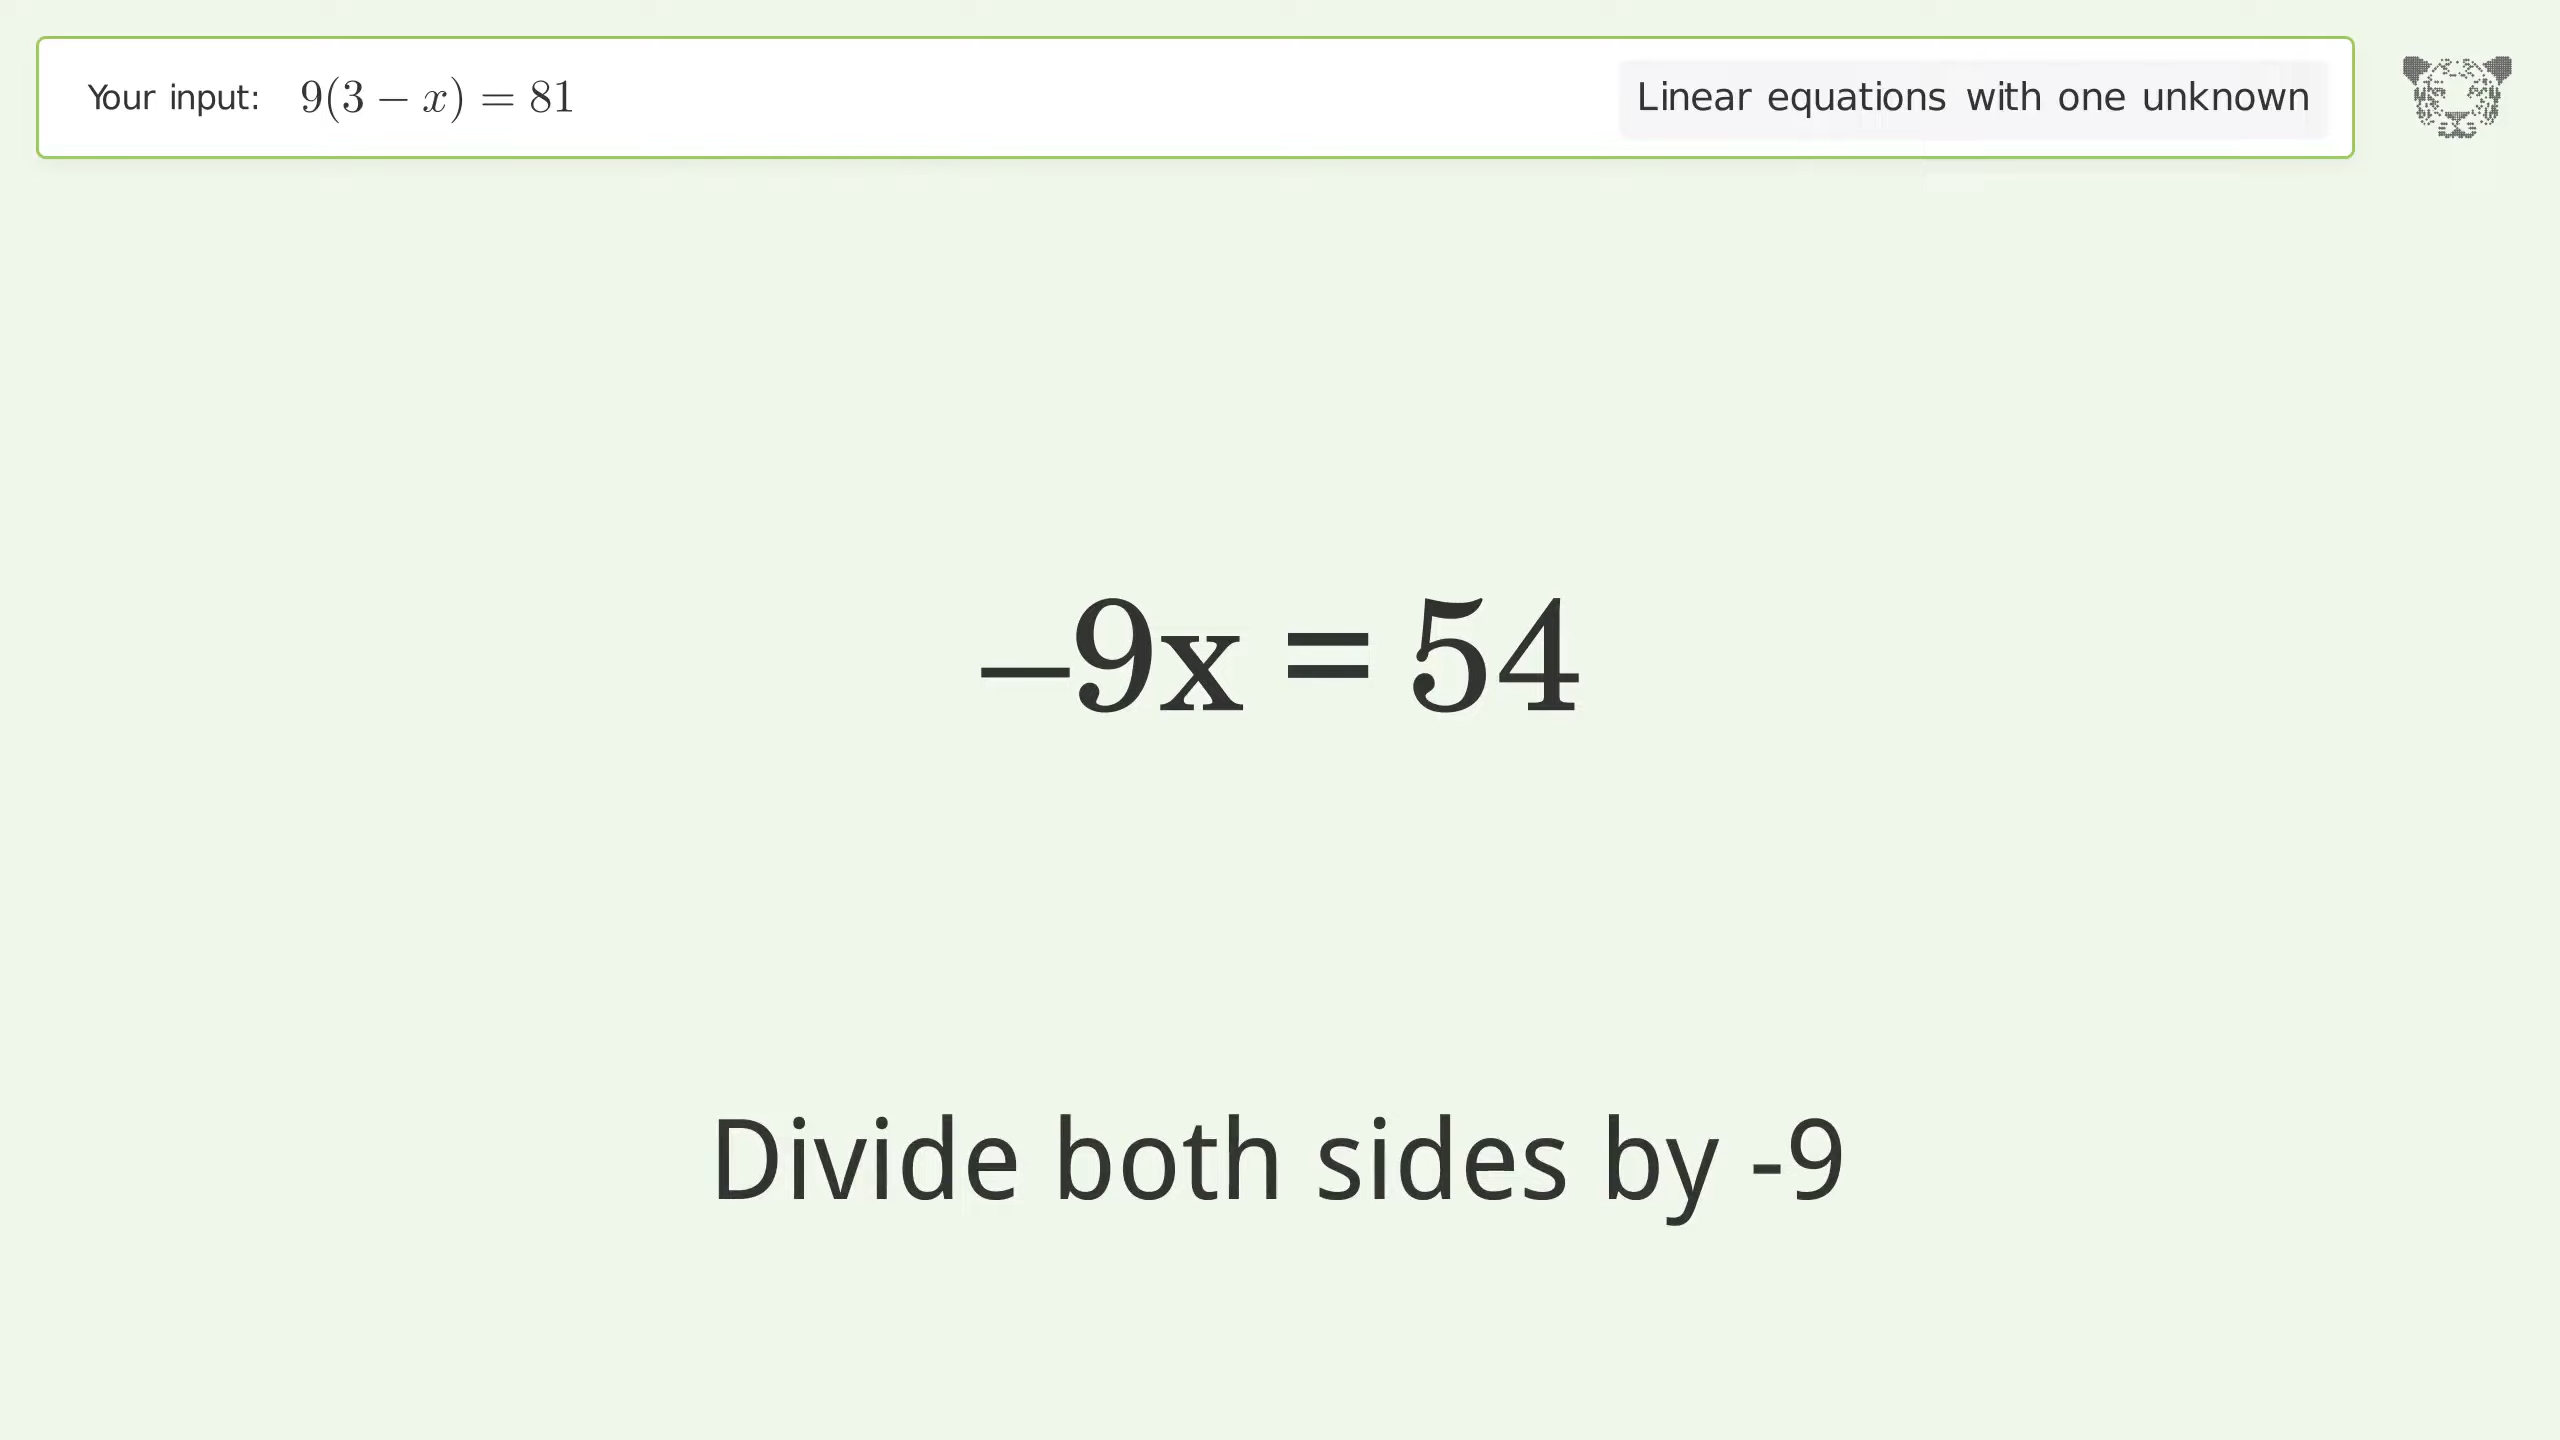 Your input: 9(3 − x) = 81
Linear equations with one unknown
–9x = 54
Divide both sides by -9